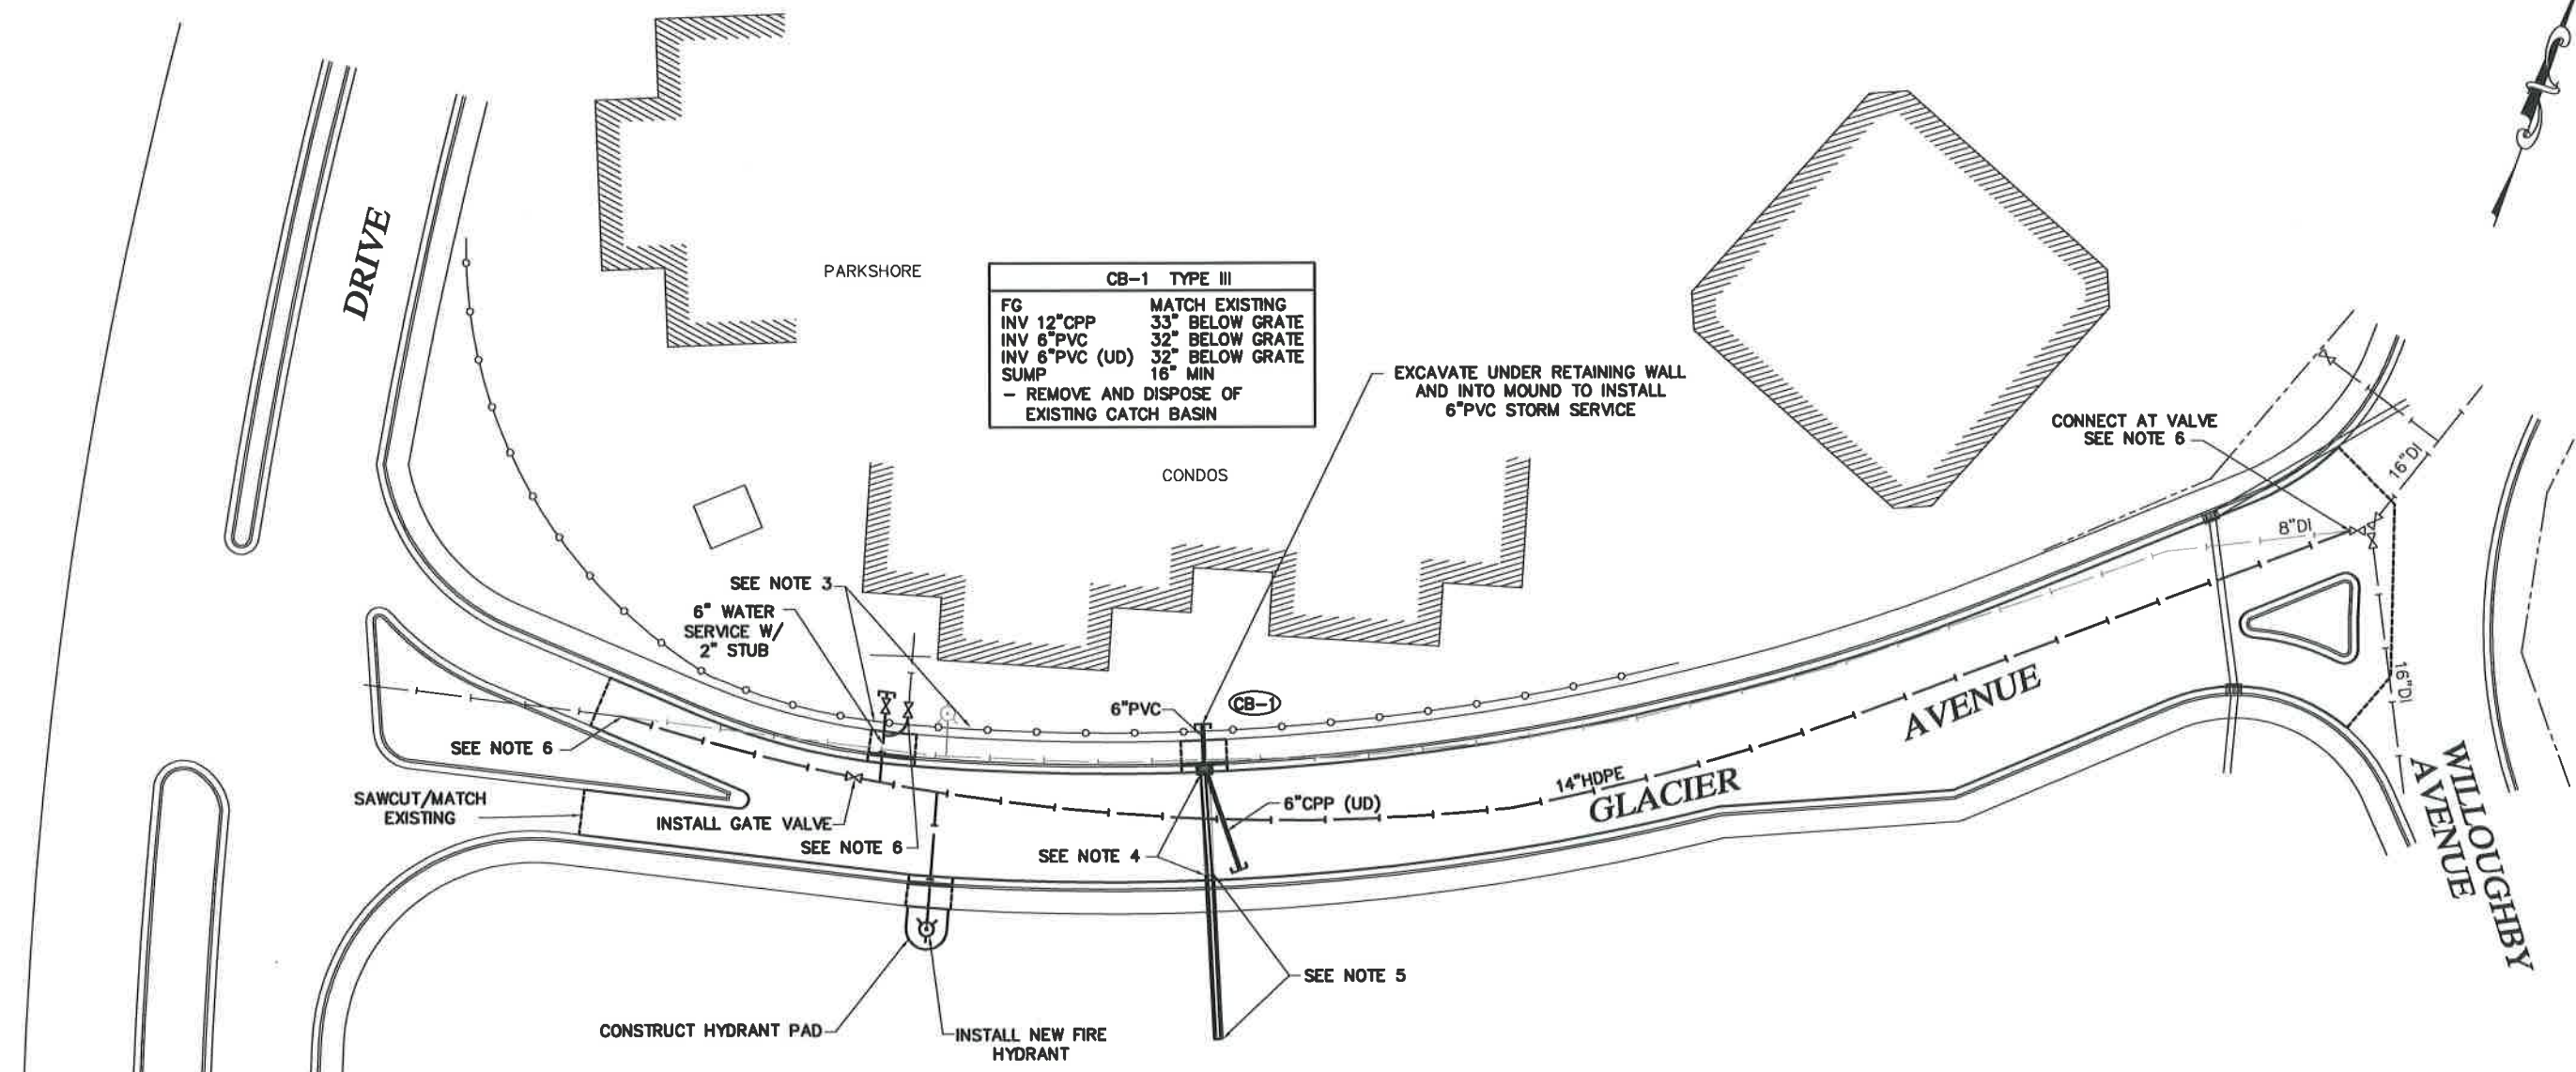 DRIVE
PARKSHORE
CB-1 TYPE III
FG MATCH EXISTING
INV 12"CPP 33" BELOW GRATE
INV 6"PVC 32" BELOW GRATE
INV 6"PVC (UD) 32" BELOW GRATE
SUMP 16" MIN
- REMOVE AND DISPOSE OF
EXISTING CATCH BASIN
EXCAVATE UNDER RETAINING WALL
AND INTO MOUND TO INSTALL
6"PVC STORM SERVICE
CONNECT AT VALVE
SEE NOTE 6
16"DI
CONDOS
8"DI
SEE NOTE 3
6" WATER
SERVICE W/
2" STUB
16"DI
6"PVC
CB-1
AVENUE
SEE NOTE 6
14"HDPE
GLACIER
WILLOUGHBY
AVENUE
SAWCUT/MATCH
EXISTING
INSTALL GATE VALVE
SEE NOTE 6
6"CPP (UD)
SEE NOTE 4
SEE NOTE 5
CONSTRUCT HYDRANT PAD
INSTALL NEW FIRE
HYDRANT